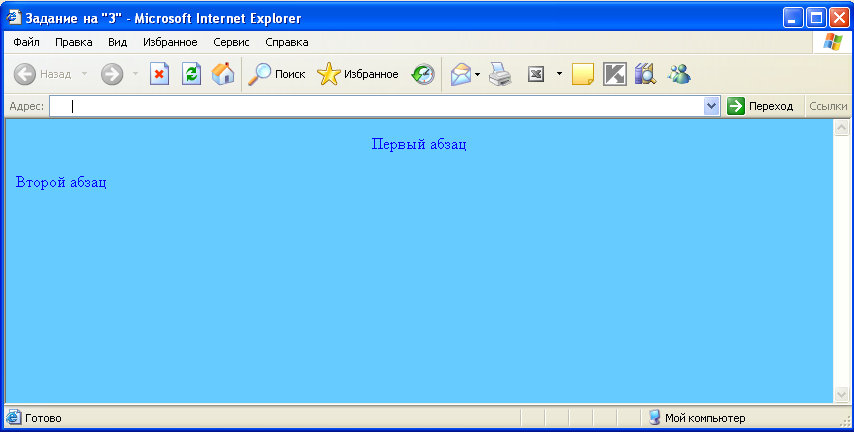 Задание на "3" - Microsoft Internet Explorer
Файл Правка Вид Избранное Сервис Справка
Назад Поиск Избранное
Адрес: Переход Ссылки
Первый абзац
Второй абзац
Готово Мой компьютер